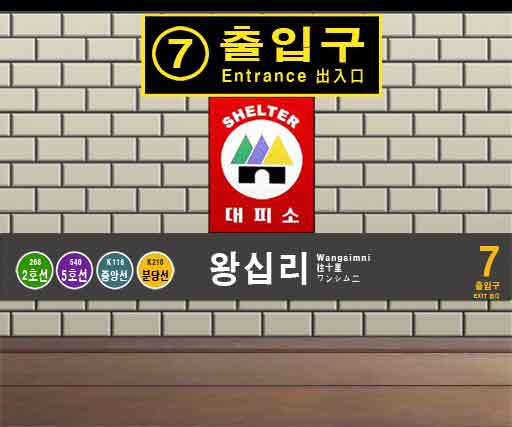 7
출입구
Entrance 出入口
SHELTER
대피소
208
2호선
540
5호선
K116
중앙선
K210
분당선
왕십리
Wangsimni
往十里
ワンシムニ
7
출입구
EXIT 出口